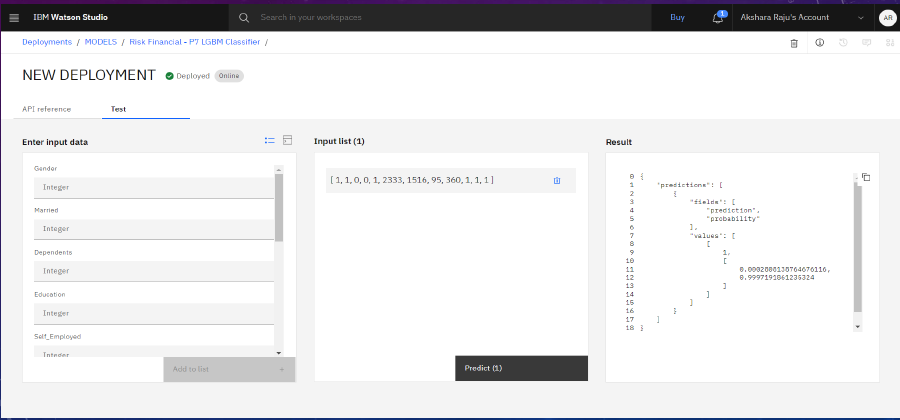 IBM Watson Studio
Search in your workspaces
Buy
1
Akshara Raju's Account
AR
Deployments / MODELS / Risk Financial - P7 LGBM Classifier /
NEW DEPLOYMENT
Deployed
Online
API reference
Test
Enter input data
Gender
Integer
Married
Integer
Dependents
Integer
Education
Integer
Self_Employed
Integer
Add to list +
Input list (1)
[ 1, 1, 0, 0, 1, 2333, 1516, 95, 360, 1, 1, 1 ]
Predict (1)
Result
0 {
1 "predictions": [
2 {
3 "fields": [
4 "prediction",
5 "probability"
6 ],
7 "values": [
8 [
9 1,
10 [
11 0.0002808138764676116,
12 0.9997191861235324
13 ]
14 ]
15 ]
16 }
17 ]
18 }